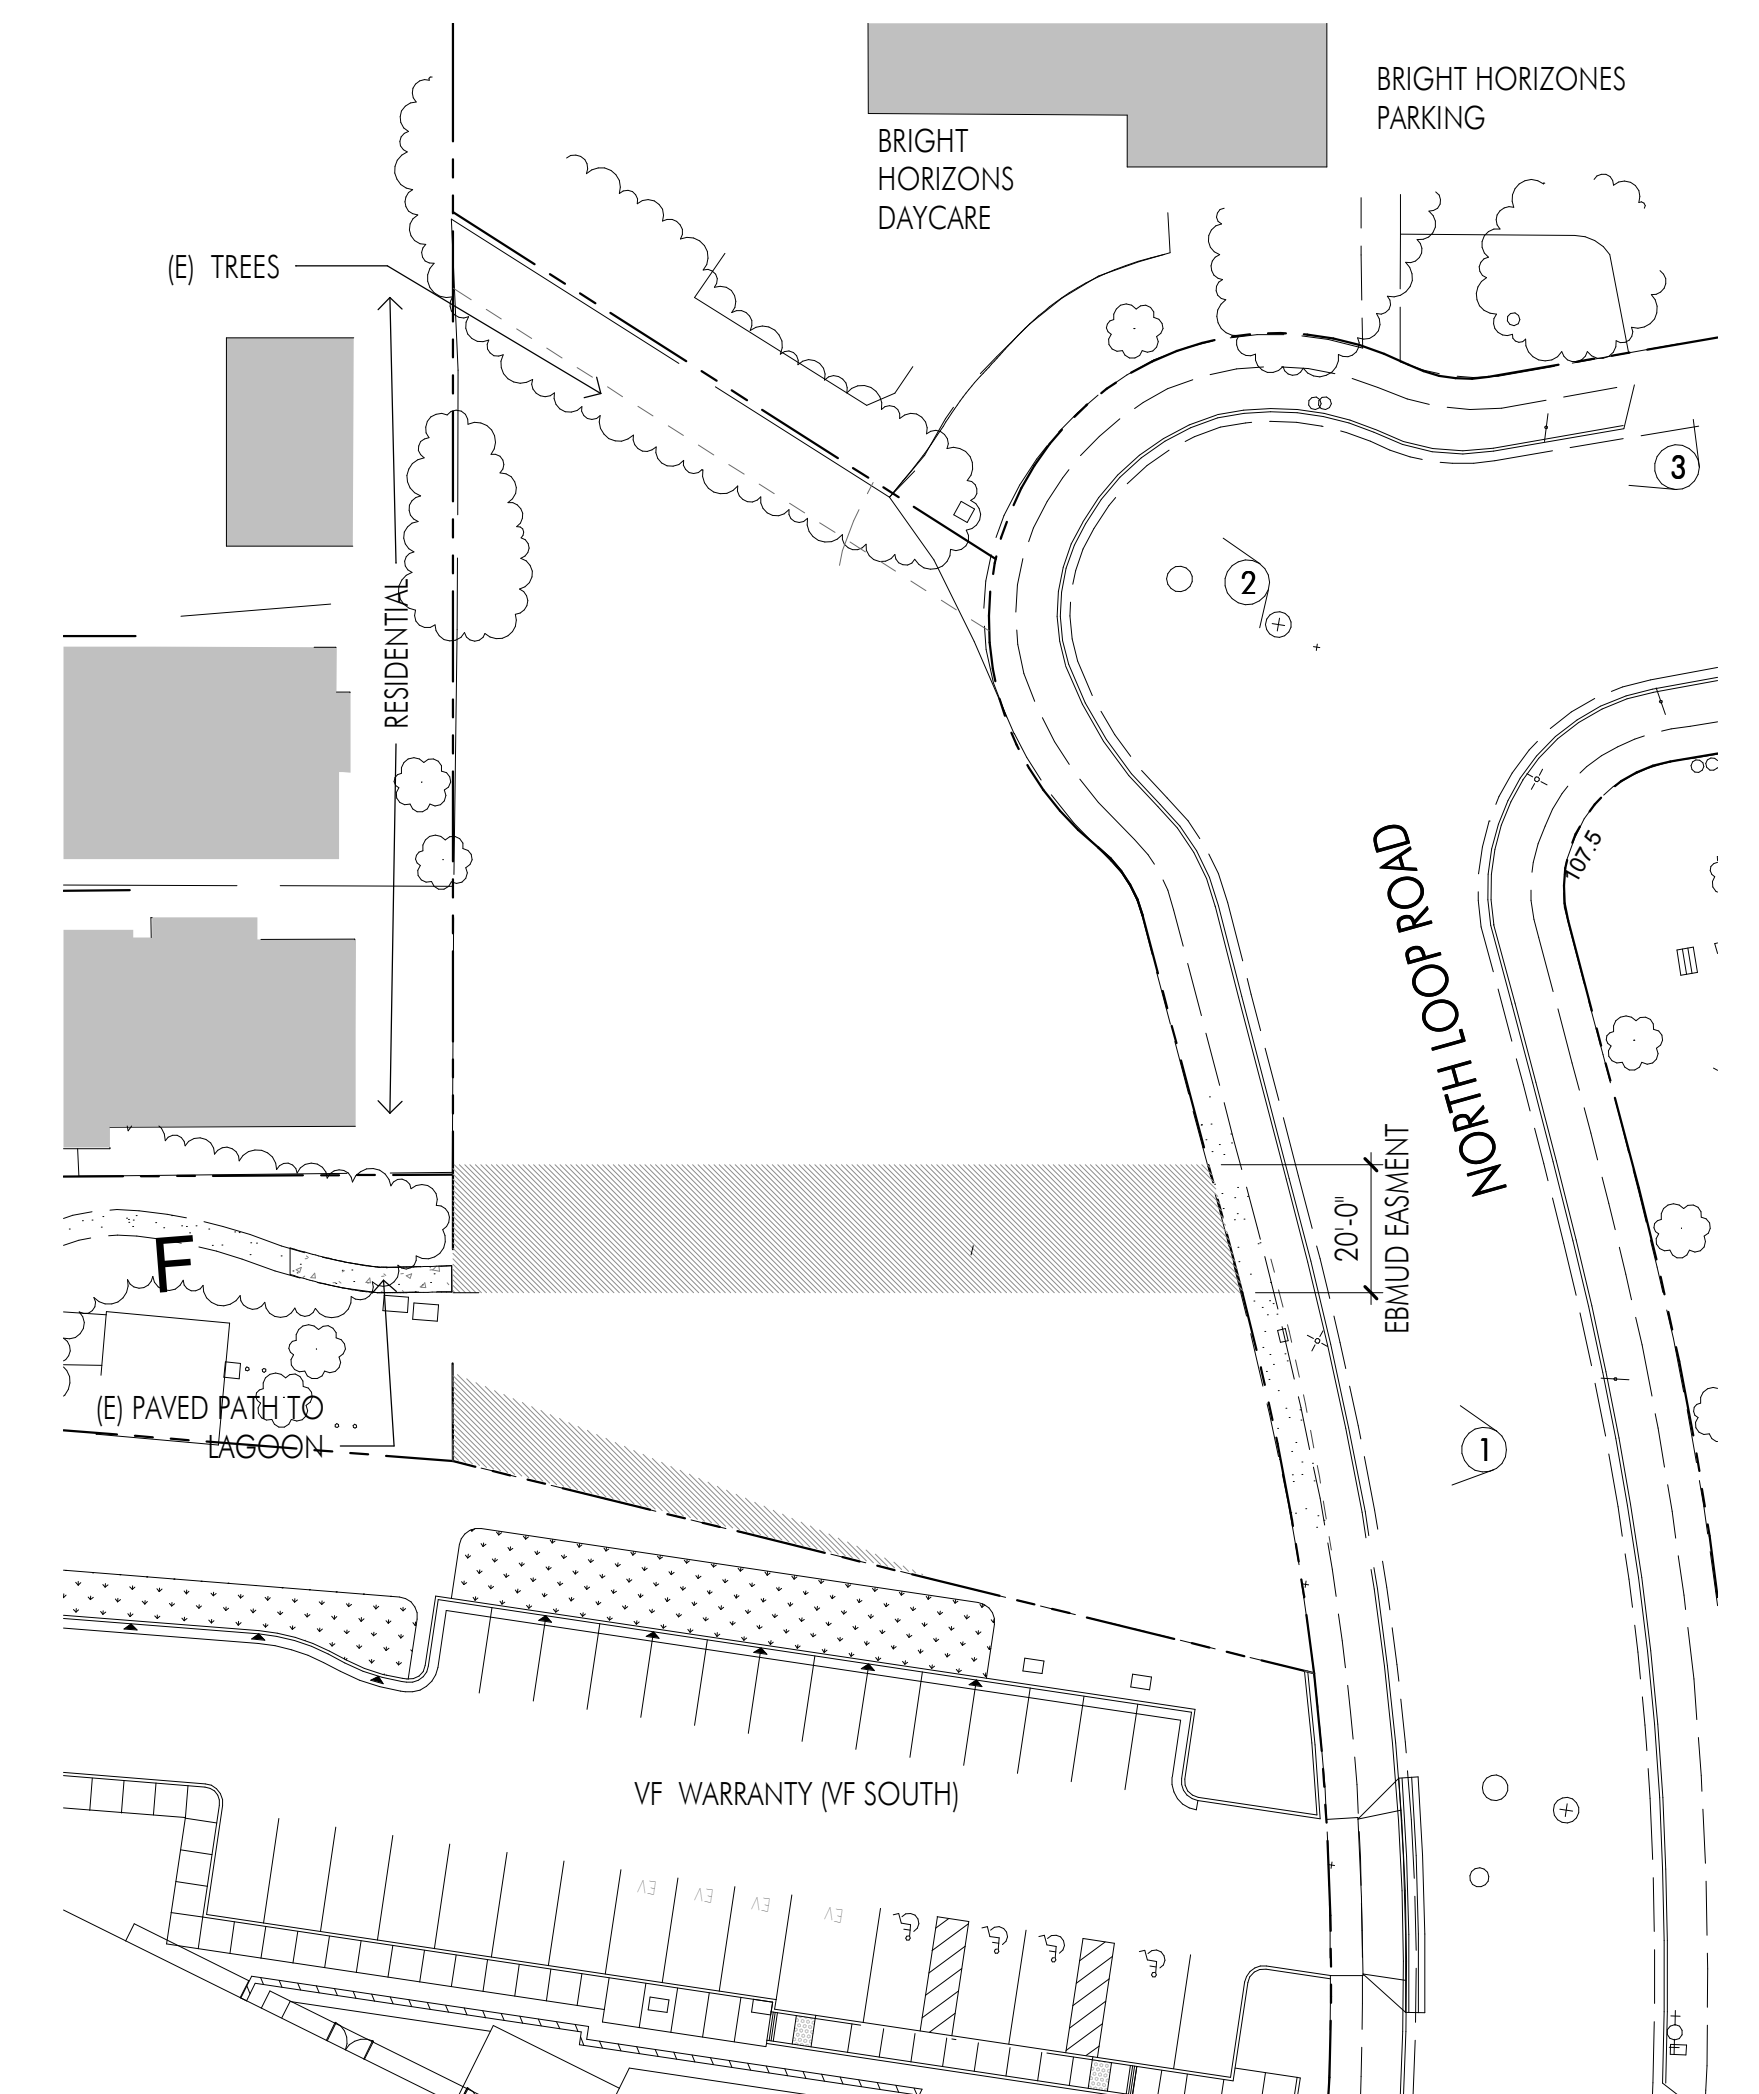 BRIGHT HORIZONES
PARKING
BRIGHT
HORIZONS
DAYCARE
(E) TREES
3
2
RESIDENTIAL
107.5
NORTH LOOP ROAD
20'-0"
EBMUD EASMENT
F
(E) PAVED PATH TO
LAGOON
1
VF WARRANTY (VF SOUTH)
EV
EV
EV
EV